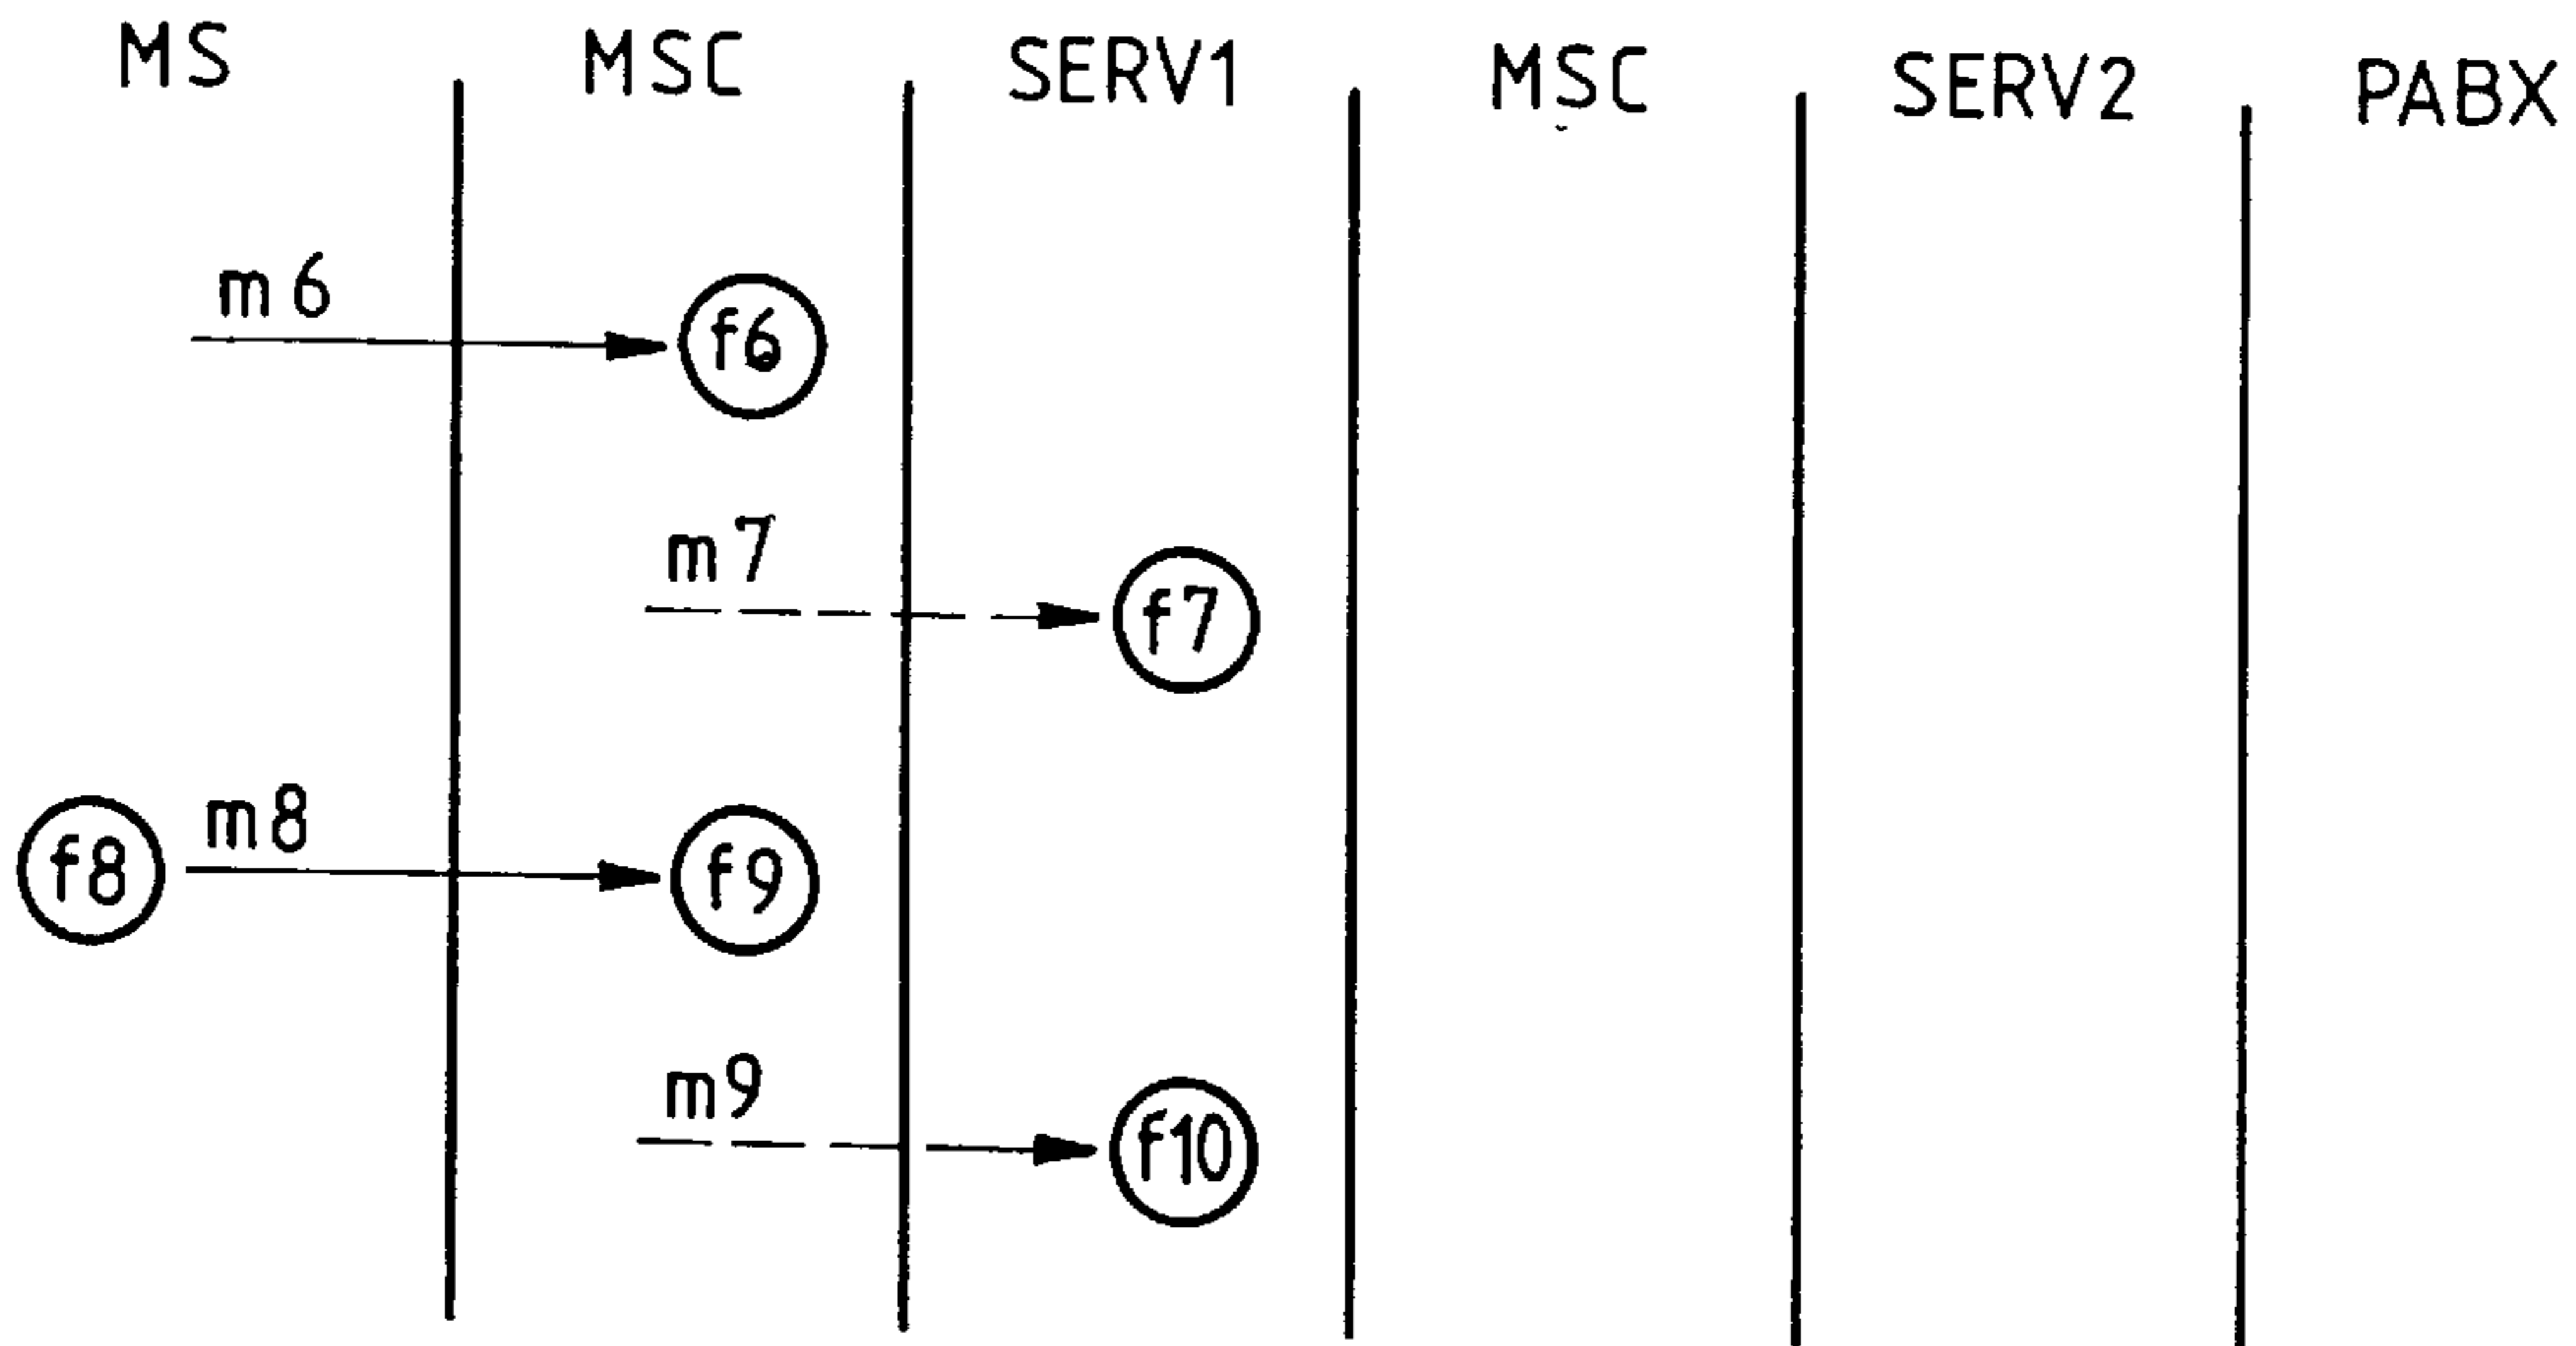 MS MSC SERV1 MSC SERV2 PABX
m6 f6
m7 f7
f8 m8 f9
m9 f10